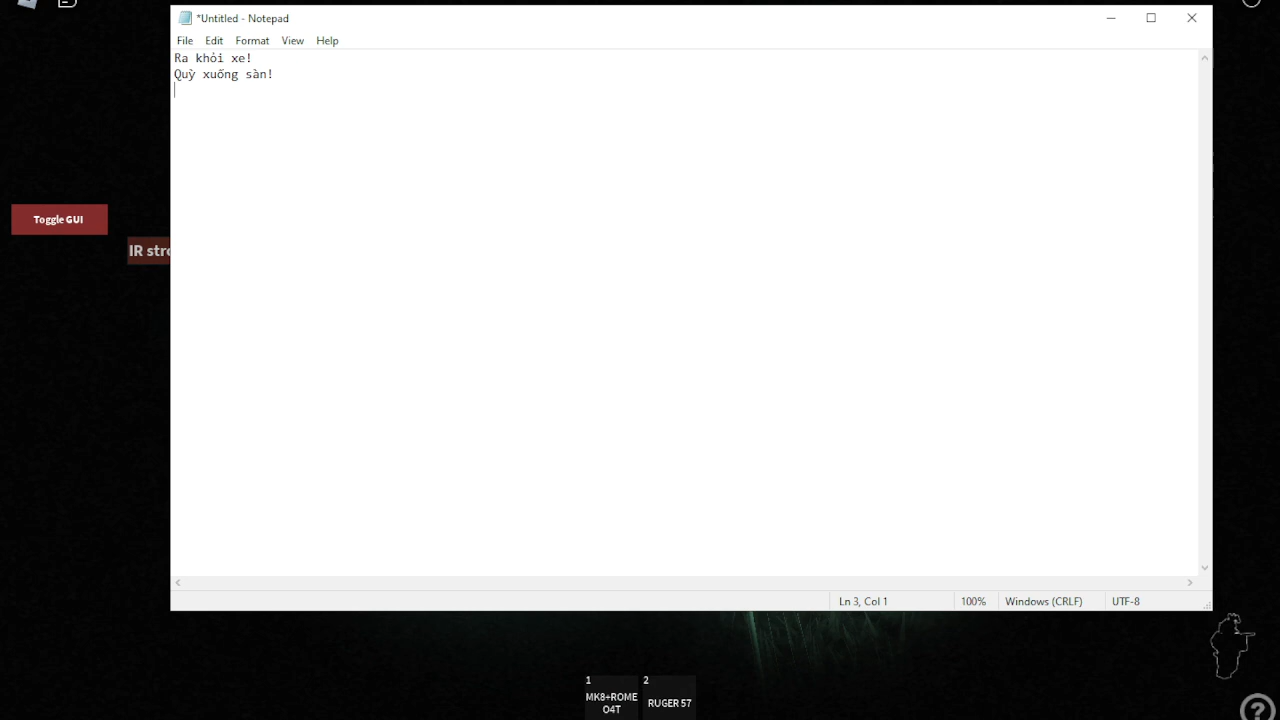 *Untitled - Notepad
File Edit Format View Help
Ra khỏi xe!
Quỳ xuống sàn!
Toggle GUI
IR
Ln 3, Col 1 100% Windows (CRLF) UTF-8
1 2
MK8+ROME
O4T
RUGER 57
?